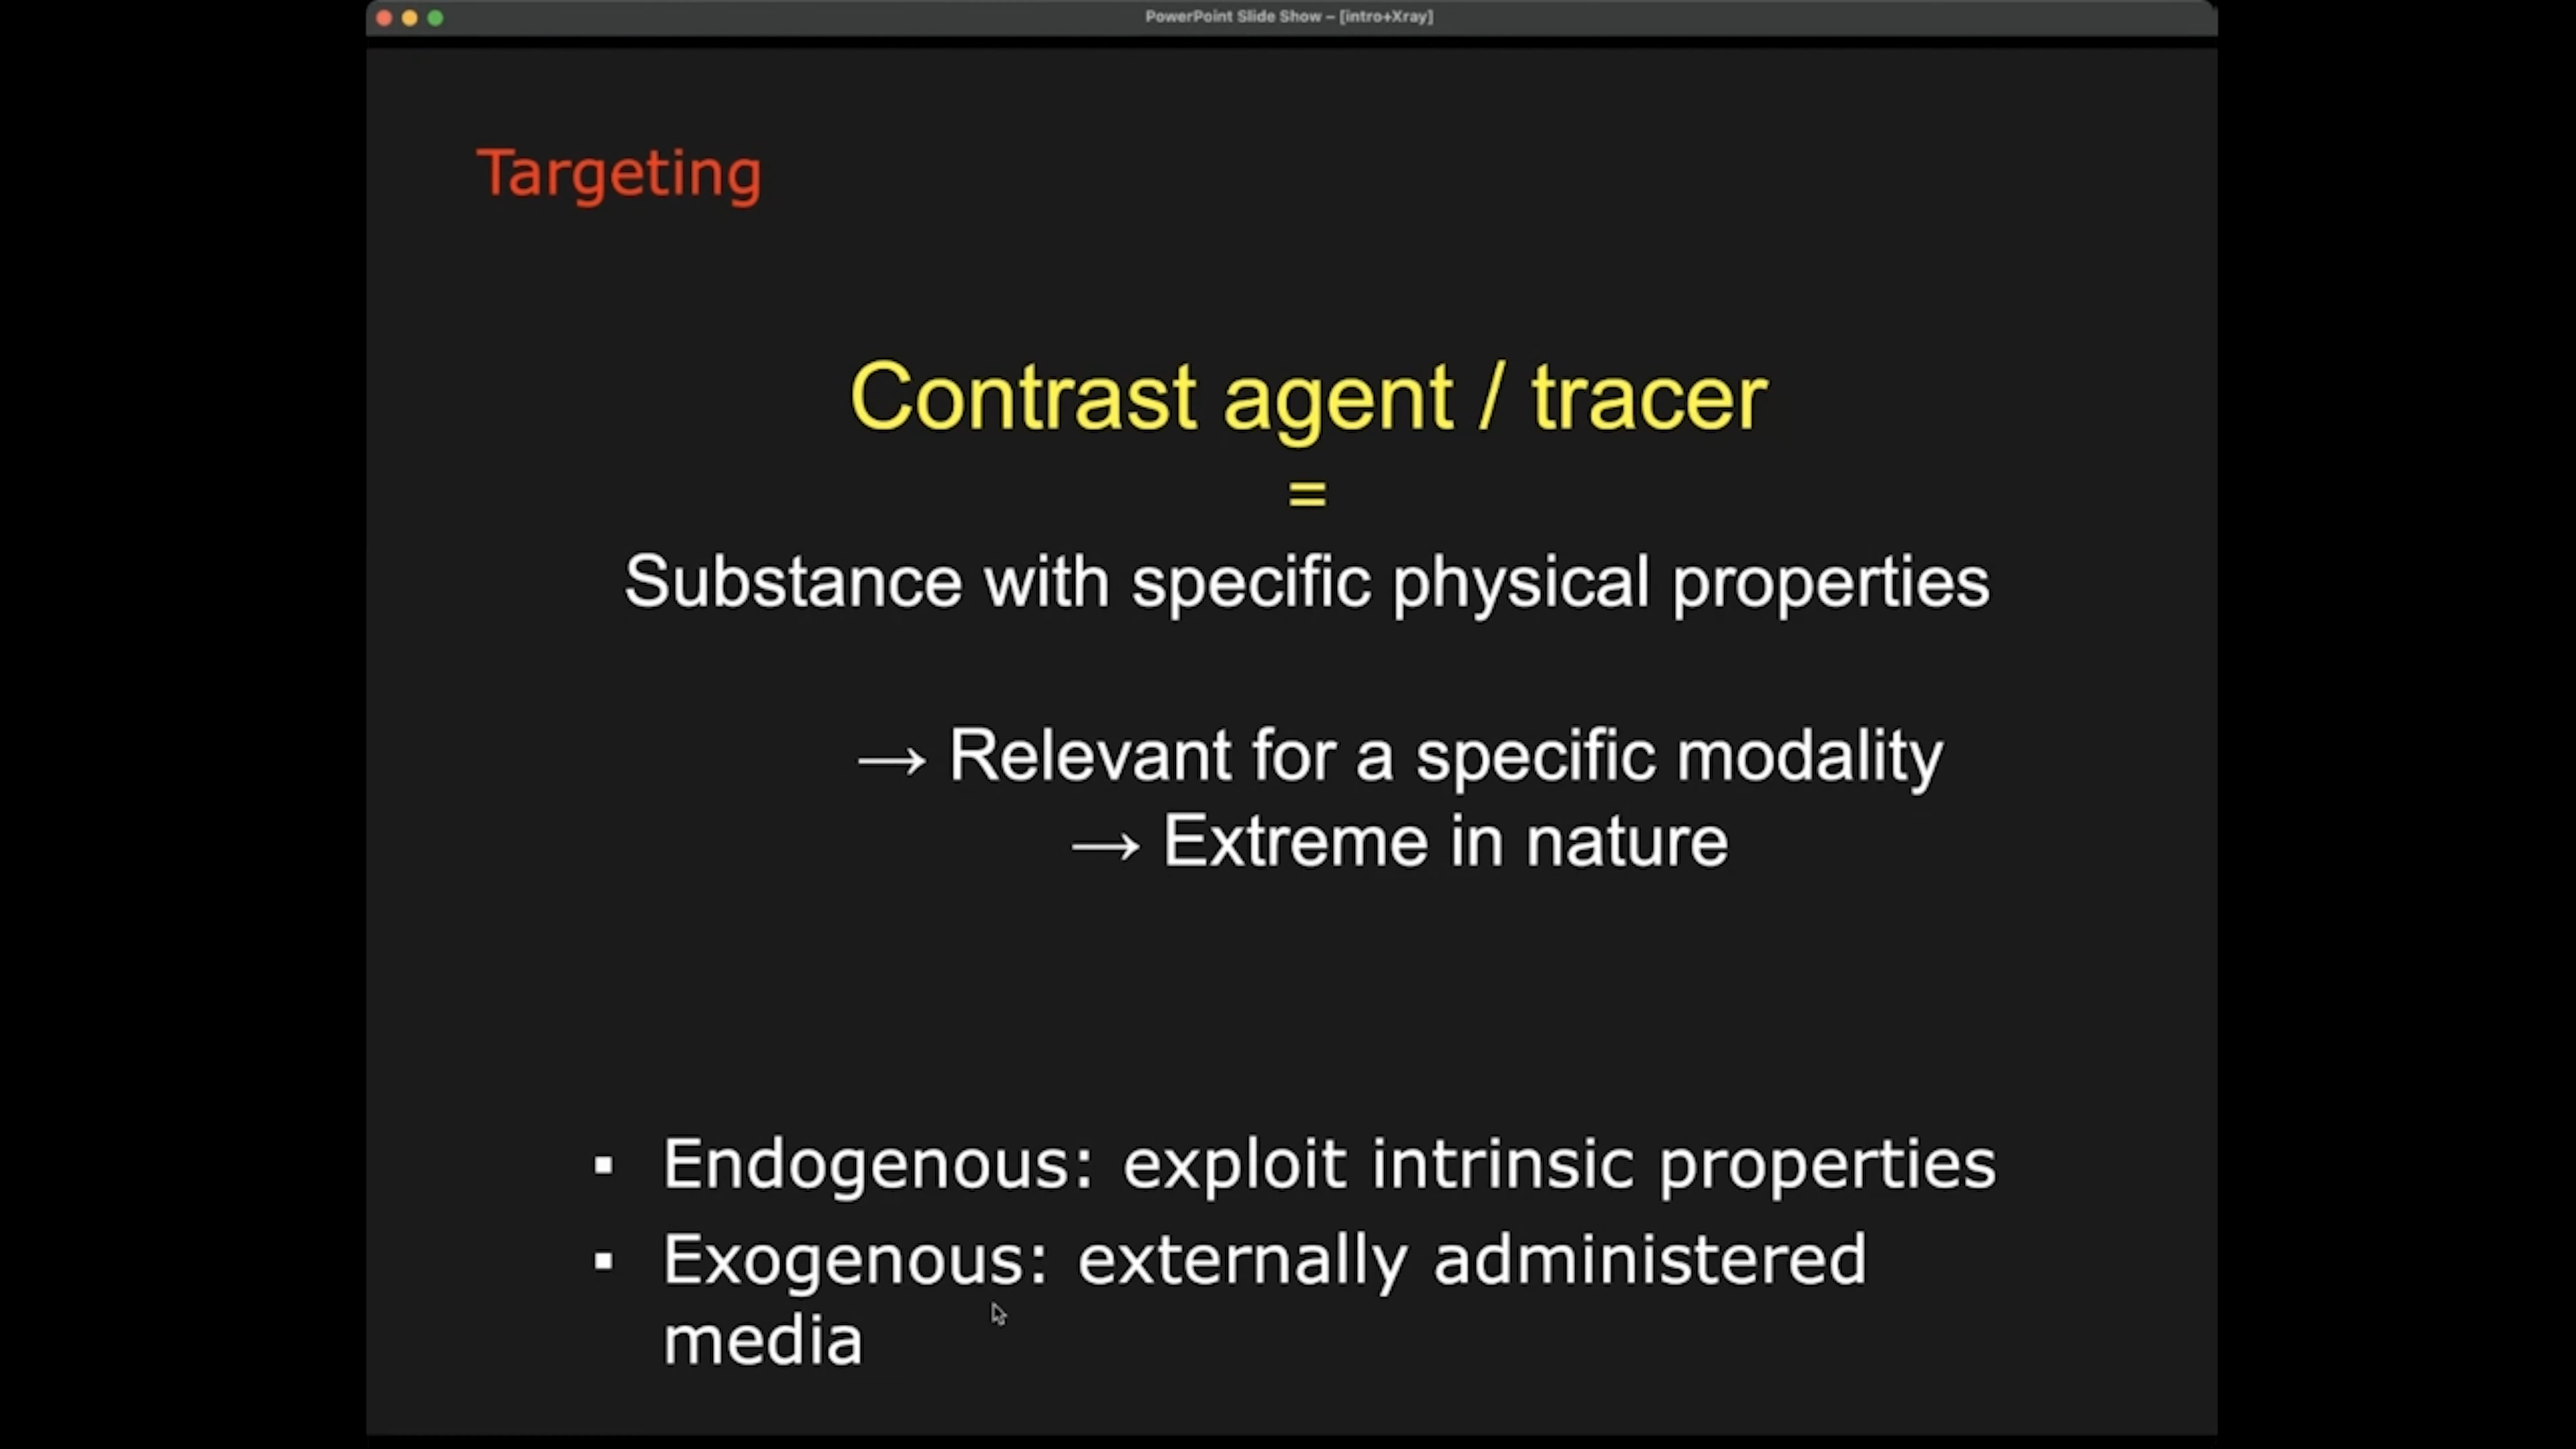 PowerPoint Slide Show – [intro+Xray]
Targeting
Contrast agent / tracer
=
Substance with specific physical properties
→ Relevant for a specific modality
→ Extreme in nature
▪ Endogenous: exploit intrinsic properties
▪ Exogenous: externally administered
media